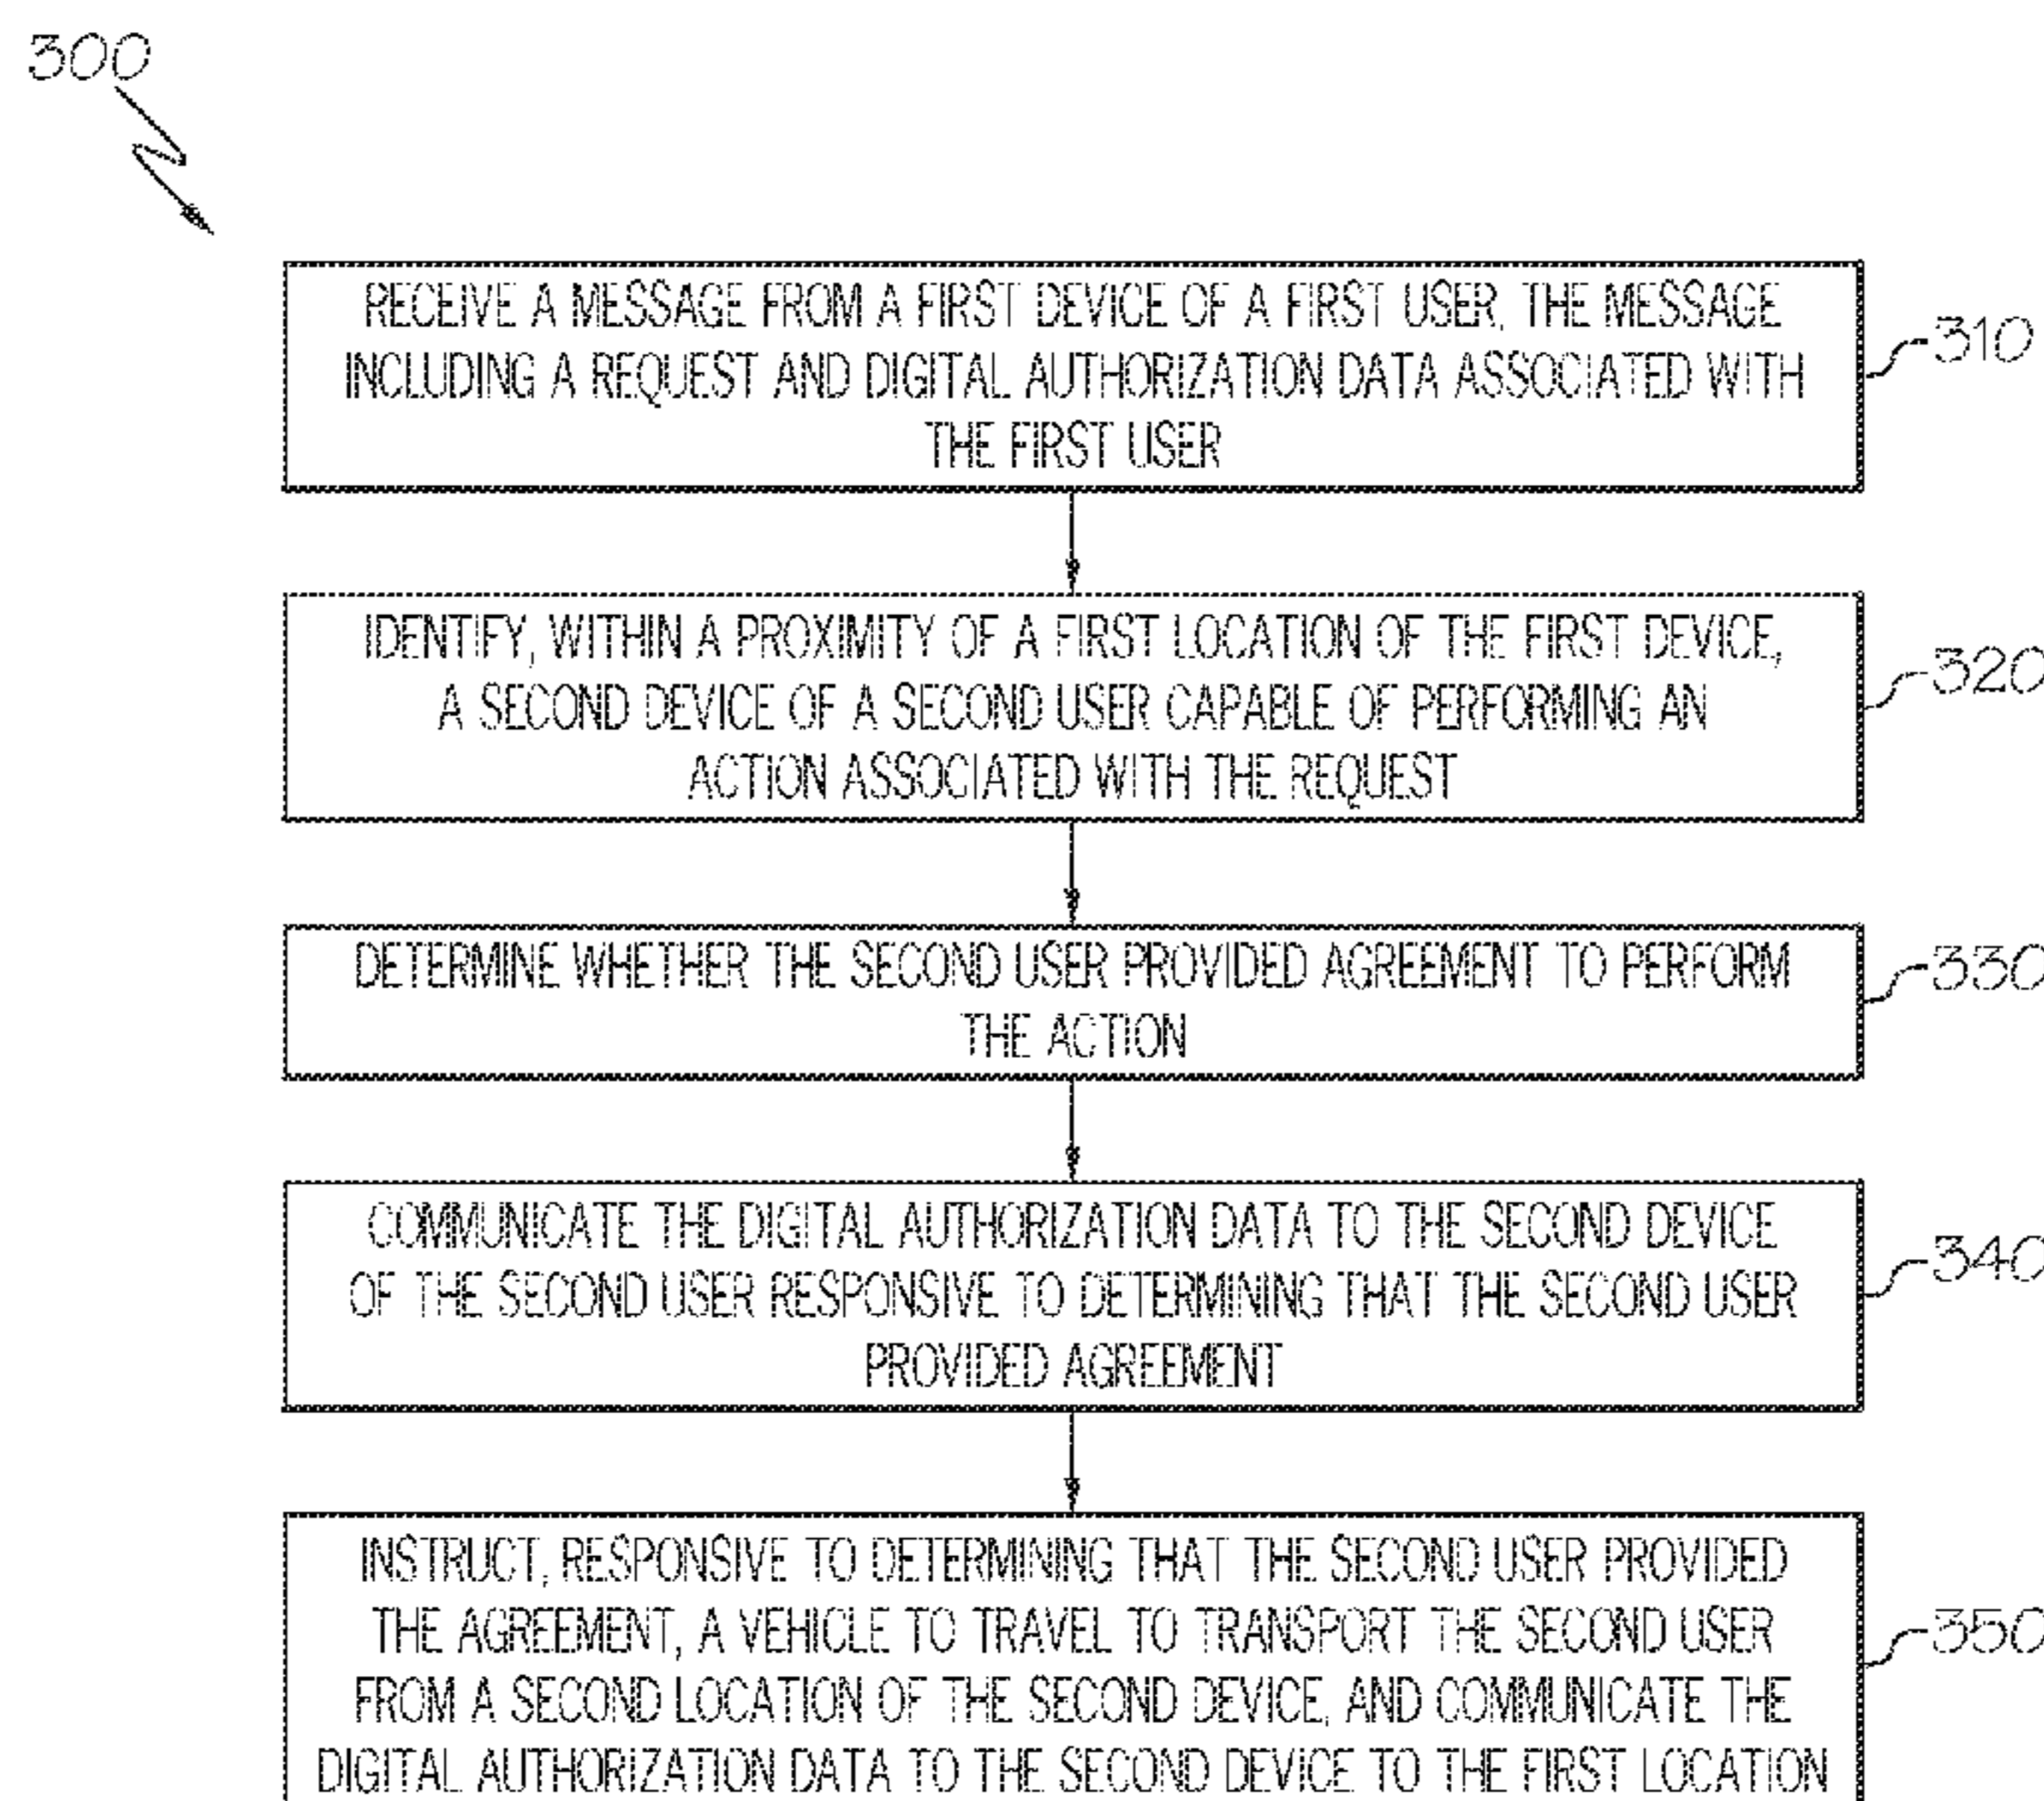 300
RECEIVE A MESSAGE FROM A FIRST DEVICE OF A FIRST USER, THE MESSAGE
INCLUDING A REQUEST AND DIGITAL AUTHORIZATION DATA ASSOCIATED WITH
THE FIRST USER
310
IDENTIFY, WITHIN A PROXIMITY OF A FIRST LOCATION OF THE FIRST DEVICE,
A SECOND DEVICE OF A SECOND USER CAPABLE OF PERFORMING AN
ACTION ASSOCIATED WITH THE REQUEST
320
DETERMINE WHETHER THE SECOND USER PROVIDED AGREEMENT TO PERFORM
THE ACTION
330
COMMUNICATE THE DIGITAL AUTHORIZATION DATA TO THE SECOND DEVICE
OF THE SECOND USER RESPONSIVE TO DETERMINING THAT THE SECOND USER
PROVIDED AGREEMENT
340
INSTRUCT, RESPONSIVE TO DETERMINING THAT THE SECOND USER PROVIDED
THE AGREEMENT, A VEHICLE TO TRAVEL TO TRANSPORT THE SECOND USER
FROM A SECOND LOCATION OF THE SECOND DEVICE, AND COMMUNICATE THE
DIGITAL AUTHORIZATION DATA TO THE SECOND DEVICE TO THE FIRST LOCATION
350